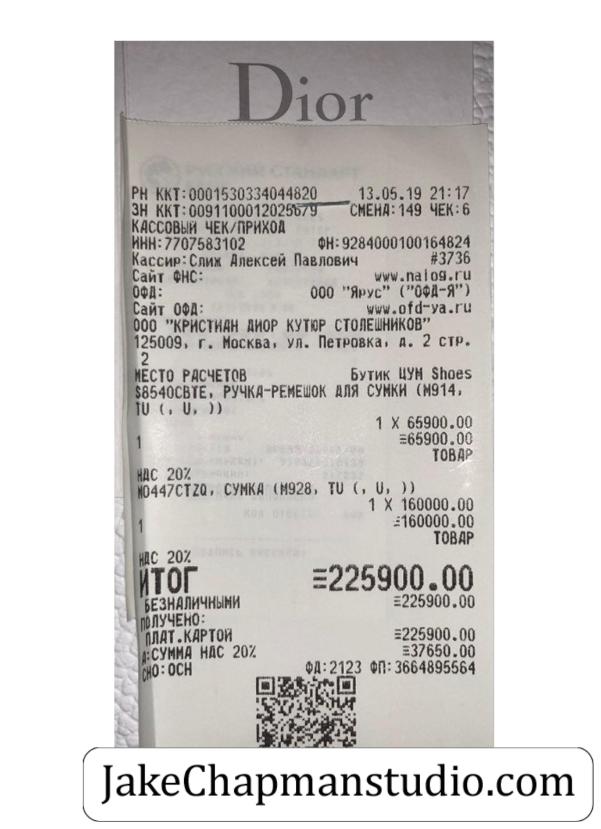 Dior
РУССКИЙ СТАНДАРТ
РН ККТ:0001530334044820 13.05.19 21:17
ЗН ККТ:0091100012025679 СМЕНА:149 ЧЕК:6
КАССОВЫЙ ЧЕК/ПРИХОД
ИНН:7707583102 ФН:9284000100164824
Кассир:Слиж Алексей Павлович #3736
Сайт ФНС: www.nalog.ru
ОФД: ООО "Ярус" ("ОФД-Я")
Сайт ОФД: www.ofd-ya.ru
ООО "КРИСТИАН ДИОР КУТЮР СТОЛЕШНИКОВ"
125009, г. Москва, ул. Петровка, д. 2 стр.
2
МЕСТО РАСЧЕТОВ Бутик ЦУМ Shoes
S8540CBTE, РУЧКА-РЕМЕШОК ДЛЯ СУМКИ (M914,
TU (, U, ))
1 X 65900.00
1 ≡65900.00
ТОВАР
НДС 20%
M0447CTZQ, СУМКА (M928, TU (, U, ))
1 X 160000.00
1 ≡160000.00
ТОВАР
НДС 20%
ИТОГ ≡225900.00
БЕЗНАЛИЧНЫМИ ≡225900.00
ПОЛУЧЕНО:
ПЛАТ.КАРТОЙ ≡225900.00
А:СУММА НДС 20% ≡37650.00
СНО:ОСН ФД:2123 ФП:3664895564
JakeChapmanstudio.com